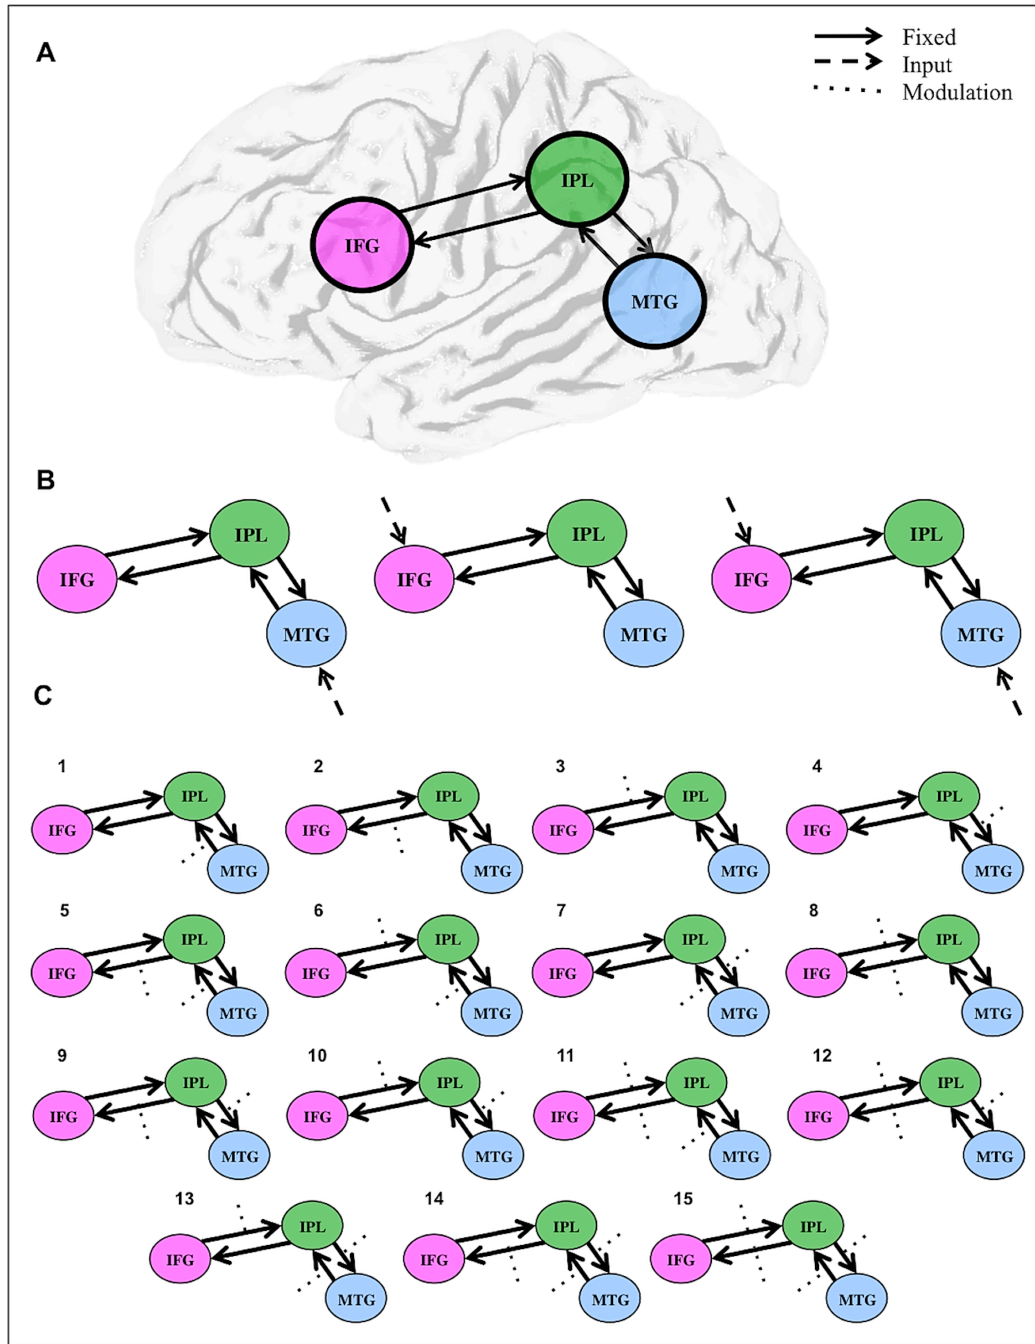 A
Fixed
Input
Modulation
IPL
IFG
MTG
B
IPL IPL IPL
IFG IFG IFG
MTG MTG MTG
C
1 2 3 4
IPL IPL IPL IPL
IFG IFG IFG IFG
MTG MTG MTG MTG
5 6 7 8
IPL IPL IPL IPL
IFG IFG IFG IFG
MTG MTG MTG MTG
9 10 11 12
IPL IPL IPL IPL
IFG IFG IFG IFG
MTG MTG MTG MTG
13 14 15
IPL IPL IPL
IFG IFG IFG
MTG MTG MTG